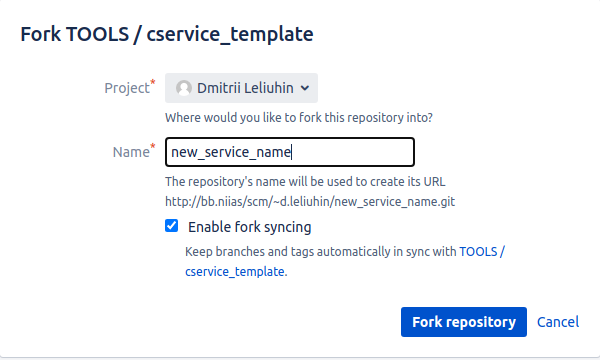 Fork TOOLS / cservice_template
Project*
Dmitrii Leliuhin
Where would you like to fork this repository into?
Name*
new_service_name
The repository's name will be used to create its URL
http://bb.niias/scm/~d.leliuhin/new_service_name.git
Enable fork syncing
Keep branches and tags automatically in sync with TOOLS /
cservice_template.
Fork repository Cancel